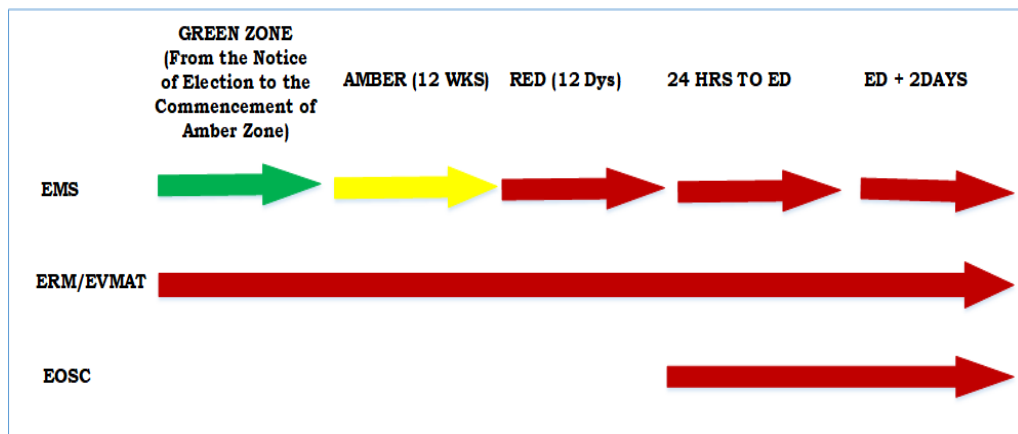 GREEN ZONE
(From the Notice
of Election to the
Commencement of
Amber Zone)
AMBER (12 WKS)
RED (12 Dys)
24 HRS TO ED
ED + 2DAYS
EMS
ERM/EVMAT
EOSC